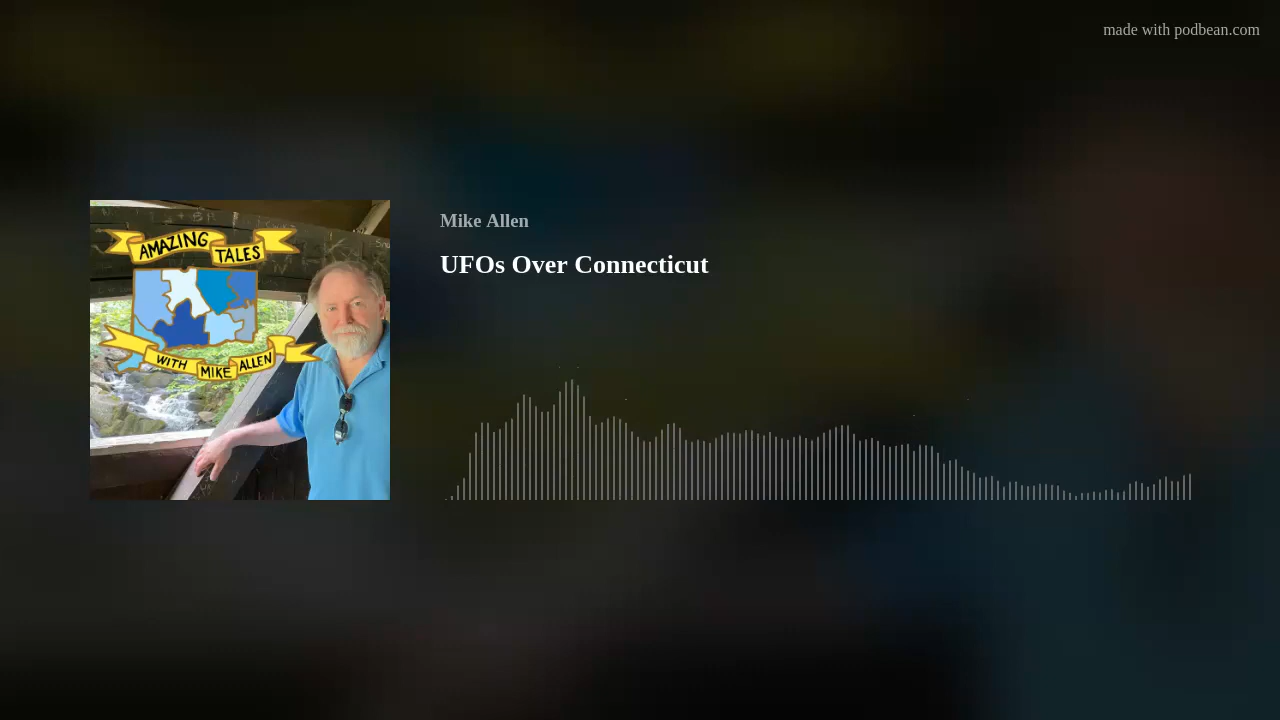 made with podbean.com
Mike Allen
UFOs Over Connecticut
AMAZING
TALES
WITH MIKE ALLEN